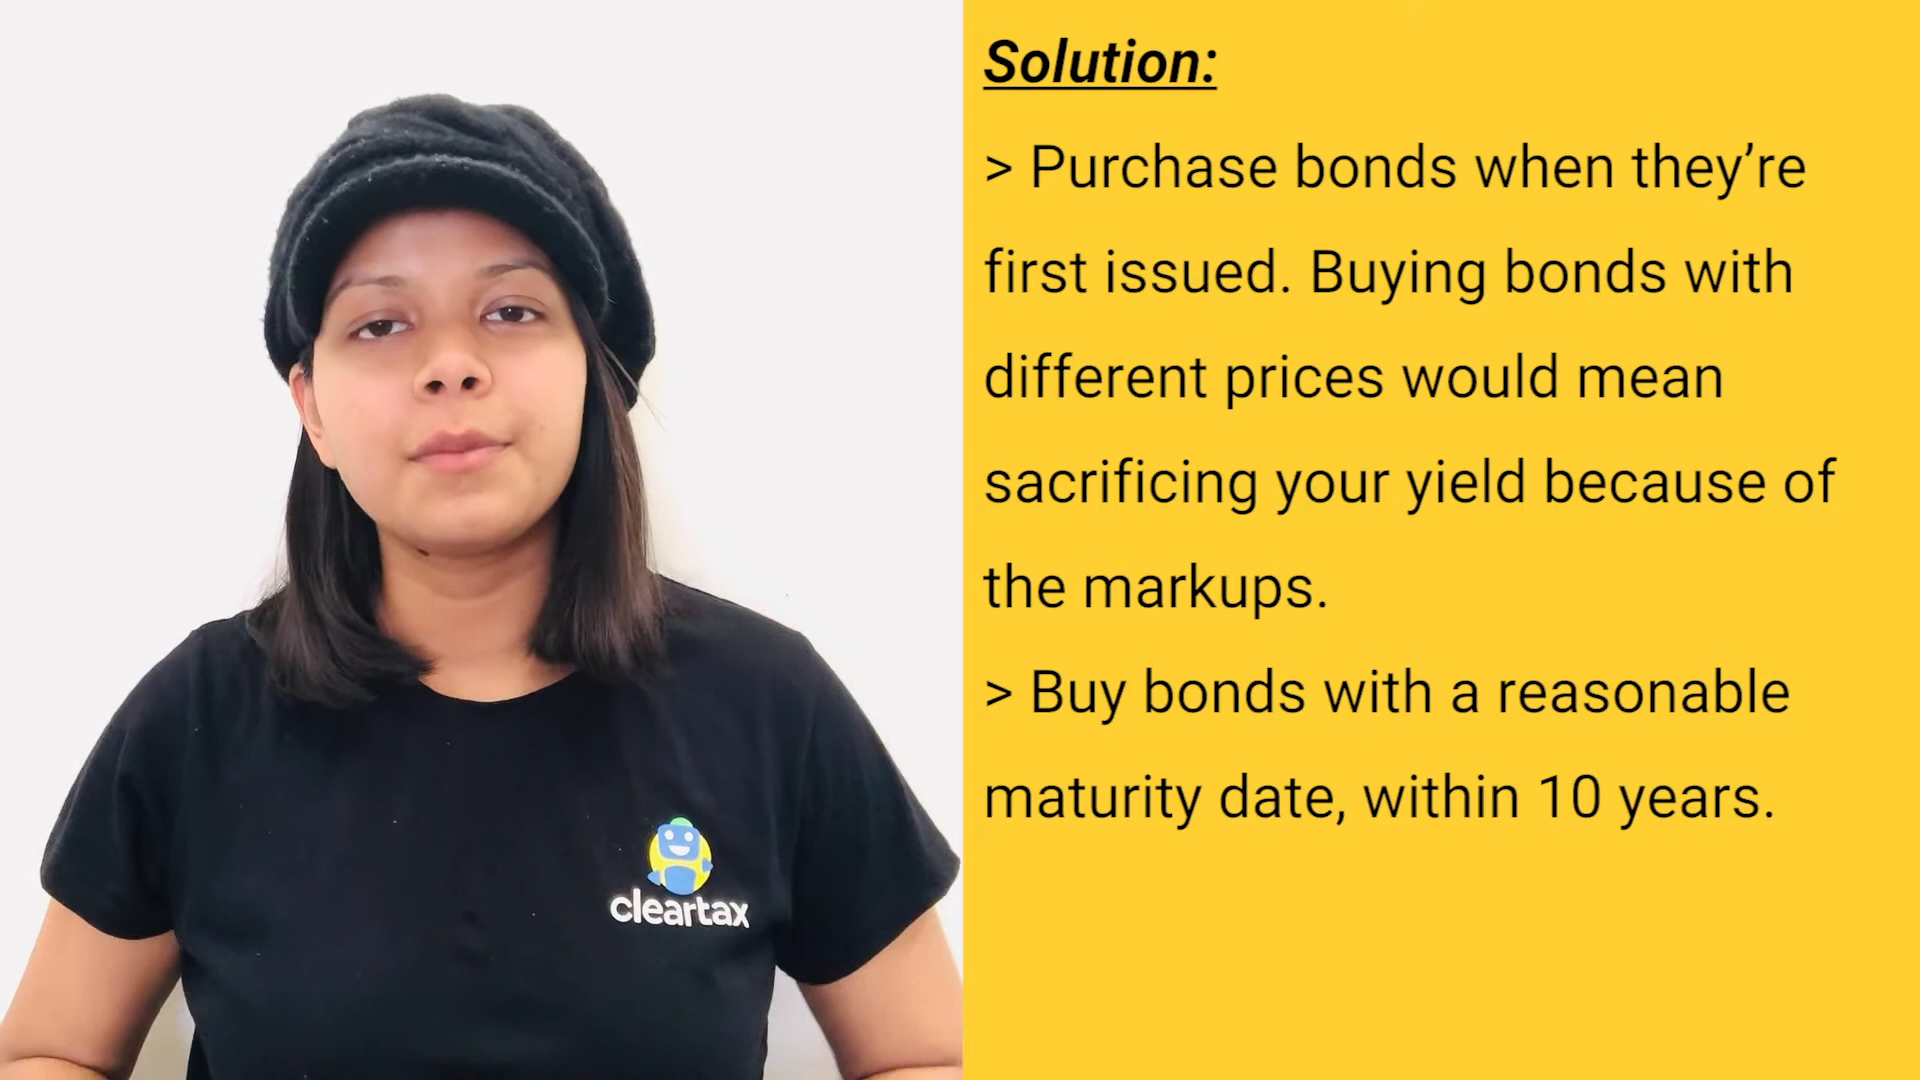 Solution:
> Purchase bonds when they’re
first issued. Buying bonds with
different prices would mean
sacrificing your yield because of
the markups.
> Buy bonds with a reasonable
maturity date, within 10 years.
cleartax